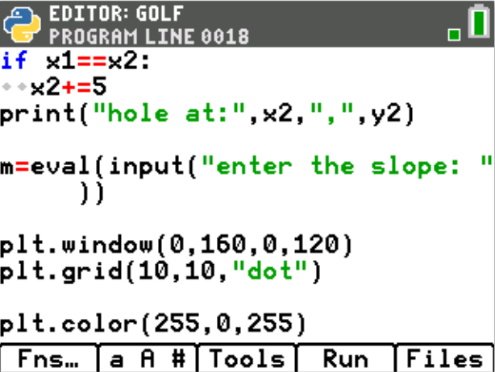 EDITOR: GOLF
PROGRAM LINE 0018
if x1==x2:
◆◆x2+=5
print("hole at:",x2,",",y2)
m=eval(input("enter the slope: "
))
plt.window(0,160,0,120)
plt.grid(10,10,"dot")
plt.color(255,0,255)
Fns… a A # Tools Run Files